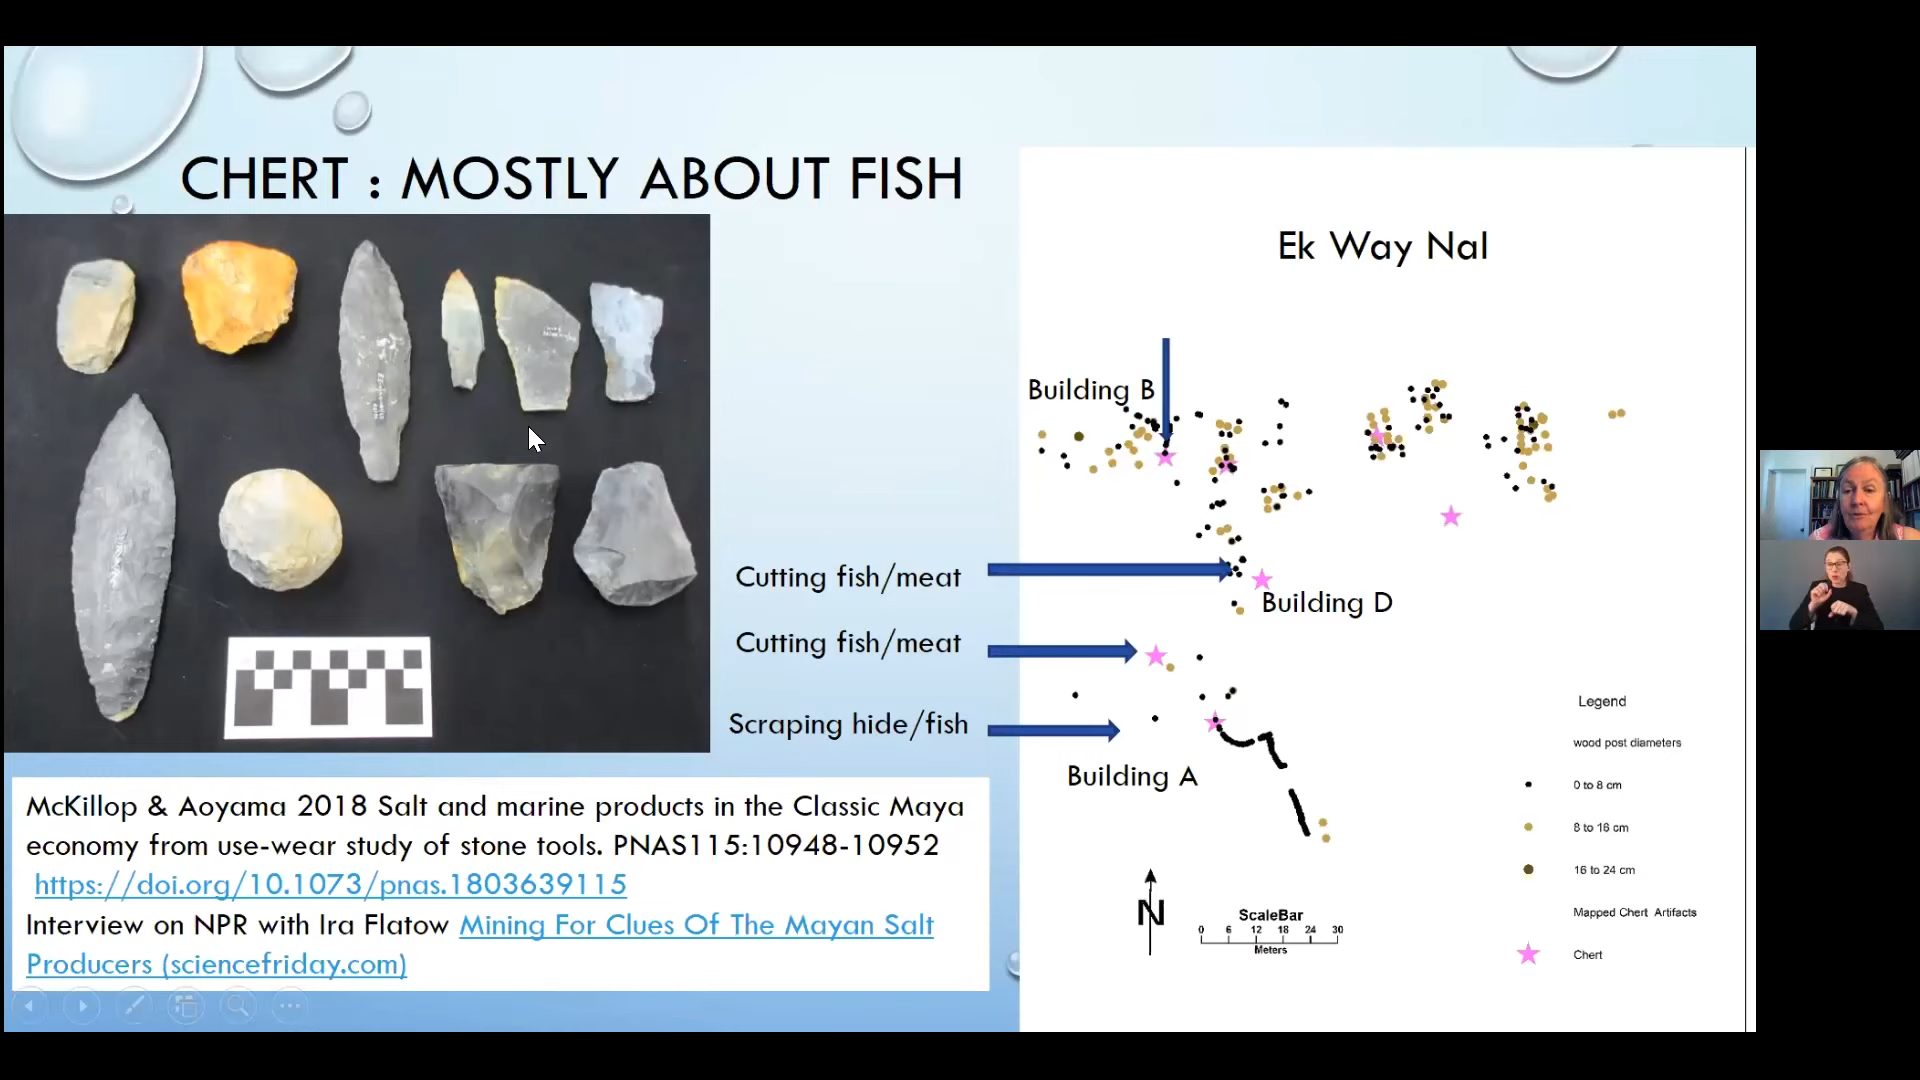 CHERT : MOSTLY ABOUT FISH
Ek Way Nal
Building B
Cutting fish/meat
Building D
Cutting fish/meat
Scraping hide/fish
Building A
McKillop & Aoyama 2018 Salt and marine products in the Classic Maya
economy from use-wear study of stone tools. PNAS115:10948-10952
https://doi.org/10.1073/pnas.1803639115
Interview on NPR with Ira Flatow Mining For Clues Of The Mayan Salt
Producers (sciencefriday.com)
Legend
wood post diameters
0 to 8 cm
8 to 16 cm
16 to 24 cm
Mapped Chert Artifacts
Chert
N
ScaleBar
0 6 12 18 24 30
Meters